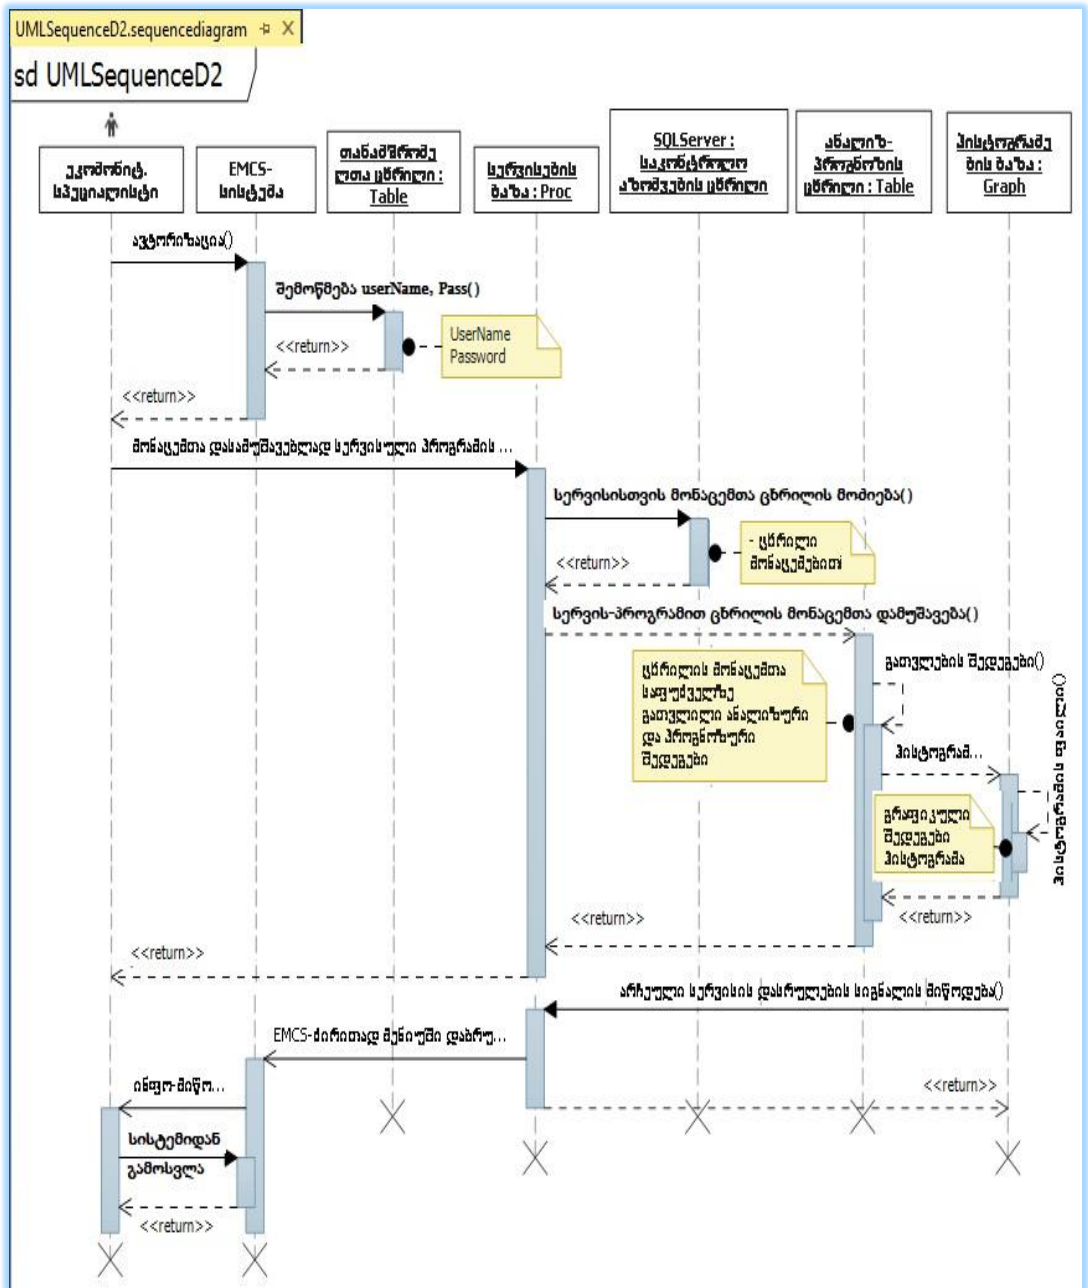 UMLSequenceD2.sequencediagram
sd UMLSequenceD2
ეკომონიტ.
სპეციალისტი
EMCS-
სისტემა
თანამშრომე
ლთა ცხრილი :
Table
სერვისების
ბაზა : Proc
SQLServer :
საკონტროლო
აზომვების ცხრილი
ანალიზ-
პროგნოზის
ცხრილი : Table
ჰისტოგრამე
ბის ბაზა :
Graph
ავტორიზაცია()
შემოწმება userName, Pass()
UserName
Password
<<return>>
<<return>>
მონაცემთა დასამუშავებლად სერვისული პროგრამის ...
სერვისისთვის მონაცემთა ცხრილის მოძიება()
- ცხრილი
მონაცემებით
<<return>>
სერვის-პროგრამით ცხრილის მონაცემთა დამუშავება()
ცხრილის მონაცემთა
საფუძველზე
გათვლილი ანალიზური
და პროგნოზური
შედეგები
გათვლების შედეგები()
ჰისტოგრამ...
ჰისტოგრამის ფაილი()
გრაფიკული
შედეგები
ჰისტოგრამა
<<return>>
<<return>>
<<return>>
არჩეული სერვისის დასრულების სიგნალის მიწოდება()
EMCS-ძირითად მენიუში დაბრუ...
<<return>>
ინფო-მიწო...
სისტემიდან
გამოსვლა
<<return>>